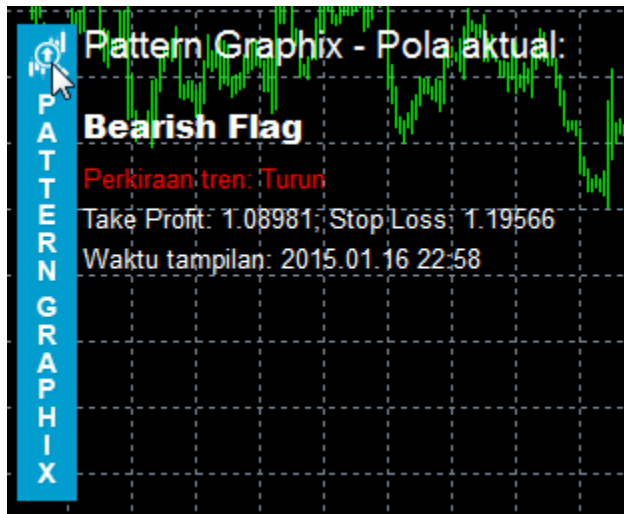 Pattern Graphix - Pola aktual:
Bearish Flag
Perkiraan tren: Turun
Take Profit: 1.08981; Stop Loss: 1.19566
Waktu tampilan: 2015.01.16 22:58
PATTERN GRAPHIX